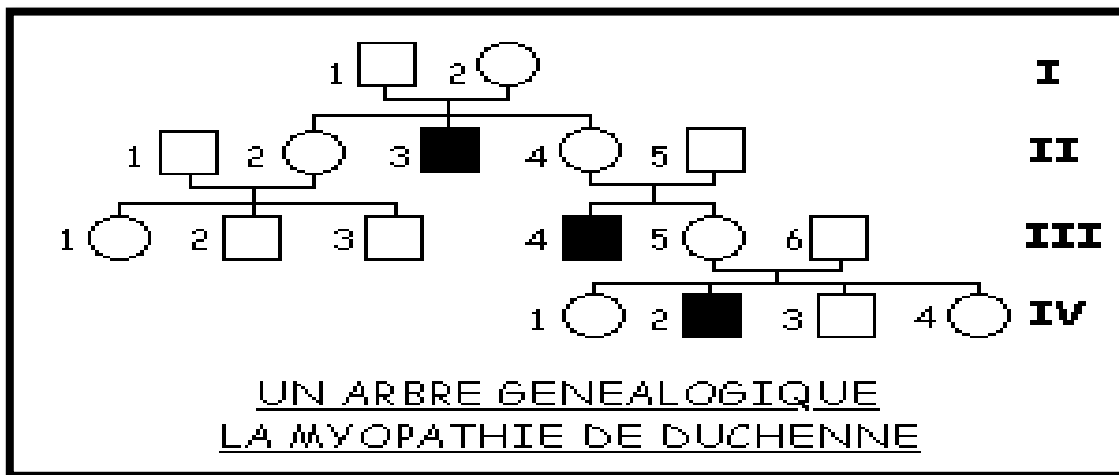 1 2 I
1 2 3 4 5 II
1 2 3 4 5 6 III
1 2 3 4 IV
UN ARBRE GENEALOGIQUE
LA MYOPATHIE DE DUCHENNE